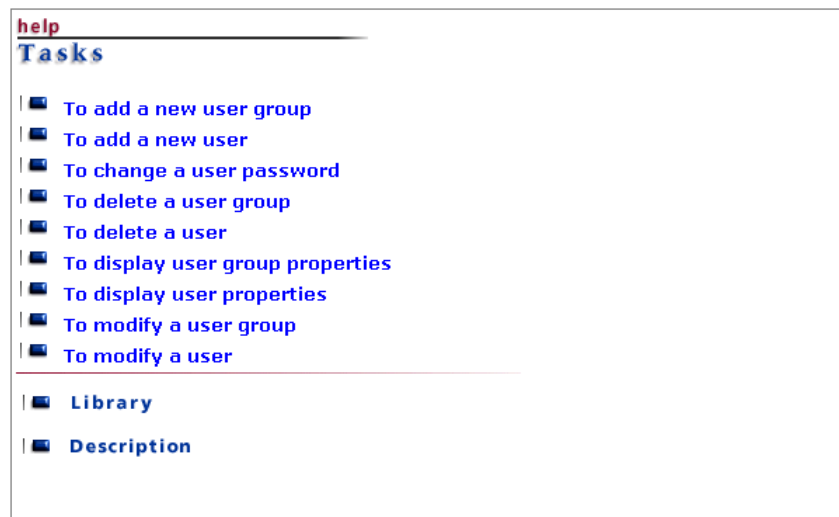 help
Tasks
To add a new user group
To add a new user
To change a user password
To delete a user group
To delete a user
To display user group properties
To display user properties
To modify a user group
To modify a user
Library
Description